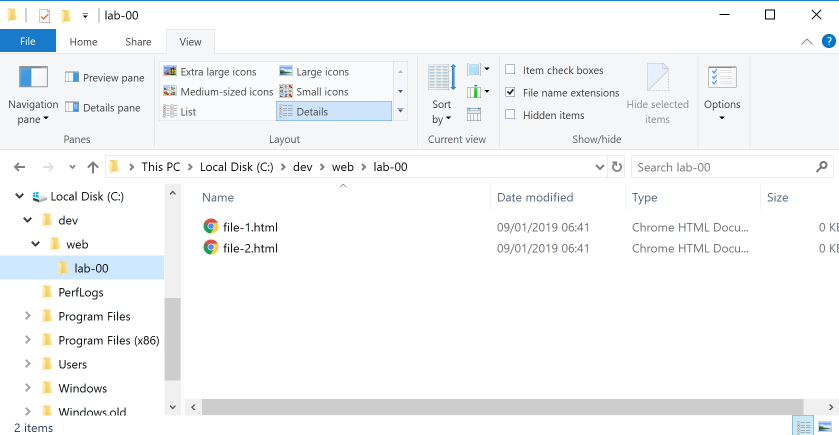 lab-00
File Home Share View
?
Extra large icons Large icons
Medium-sized icons Small icons
List Details
Preview pane
Details pane
Navigation pane
Sort by
Item check boxes
File name extensions
Hidden items
Hide selected items
Options
Panes Layout Current view Show/hide
This PC > Local Disk (C:) > dev > web > lab-00
Search lab-00
Local Disk (C:)
dev
web
lab-00
PerfLogs
Program Files
Program Files (x86)
Users
Windows
Windows.old
Name Date modified Type Size
file-1.html 09/01/2019 06:41 Chrome HTML Docu... 0 KB
file-2.html 09/01/2019 06:41 Chrome HTML Docu... 0 KB
2 items